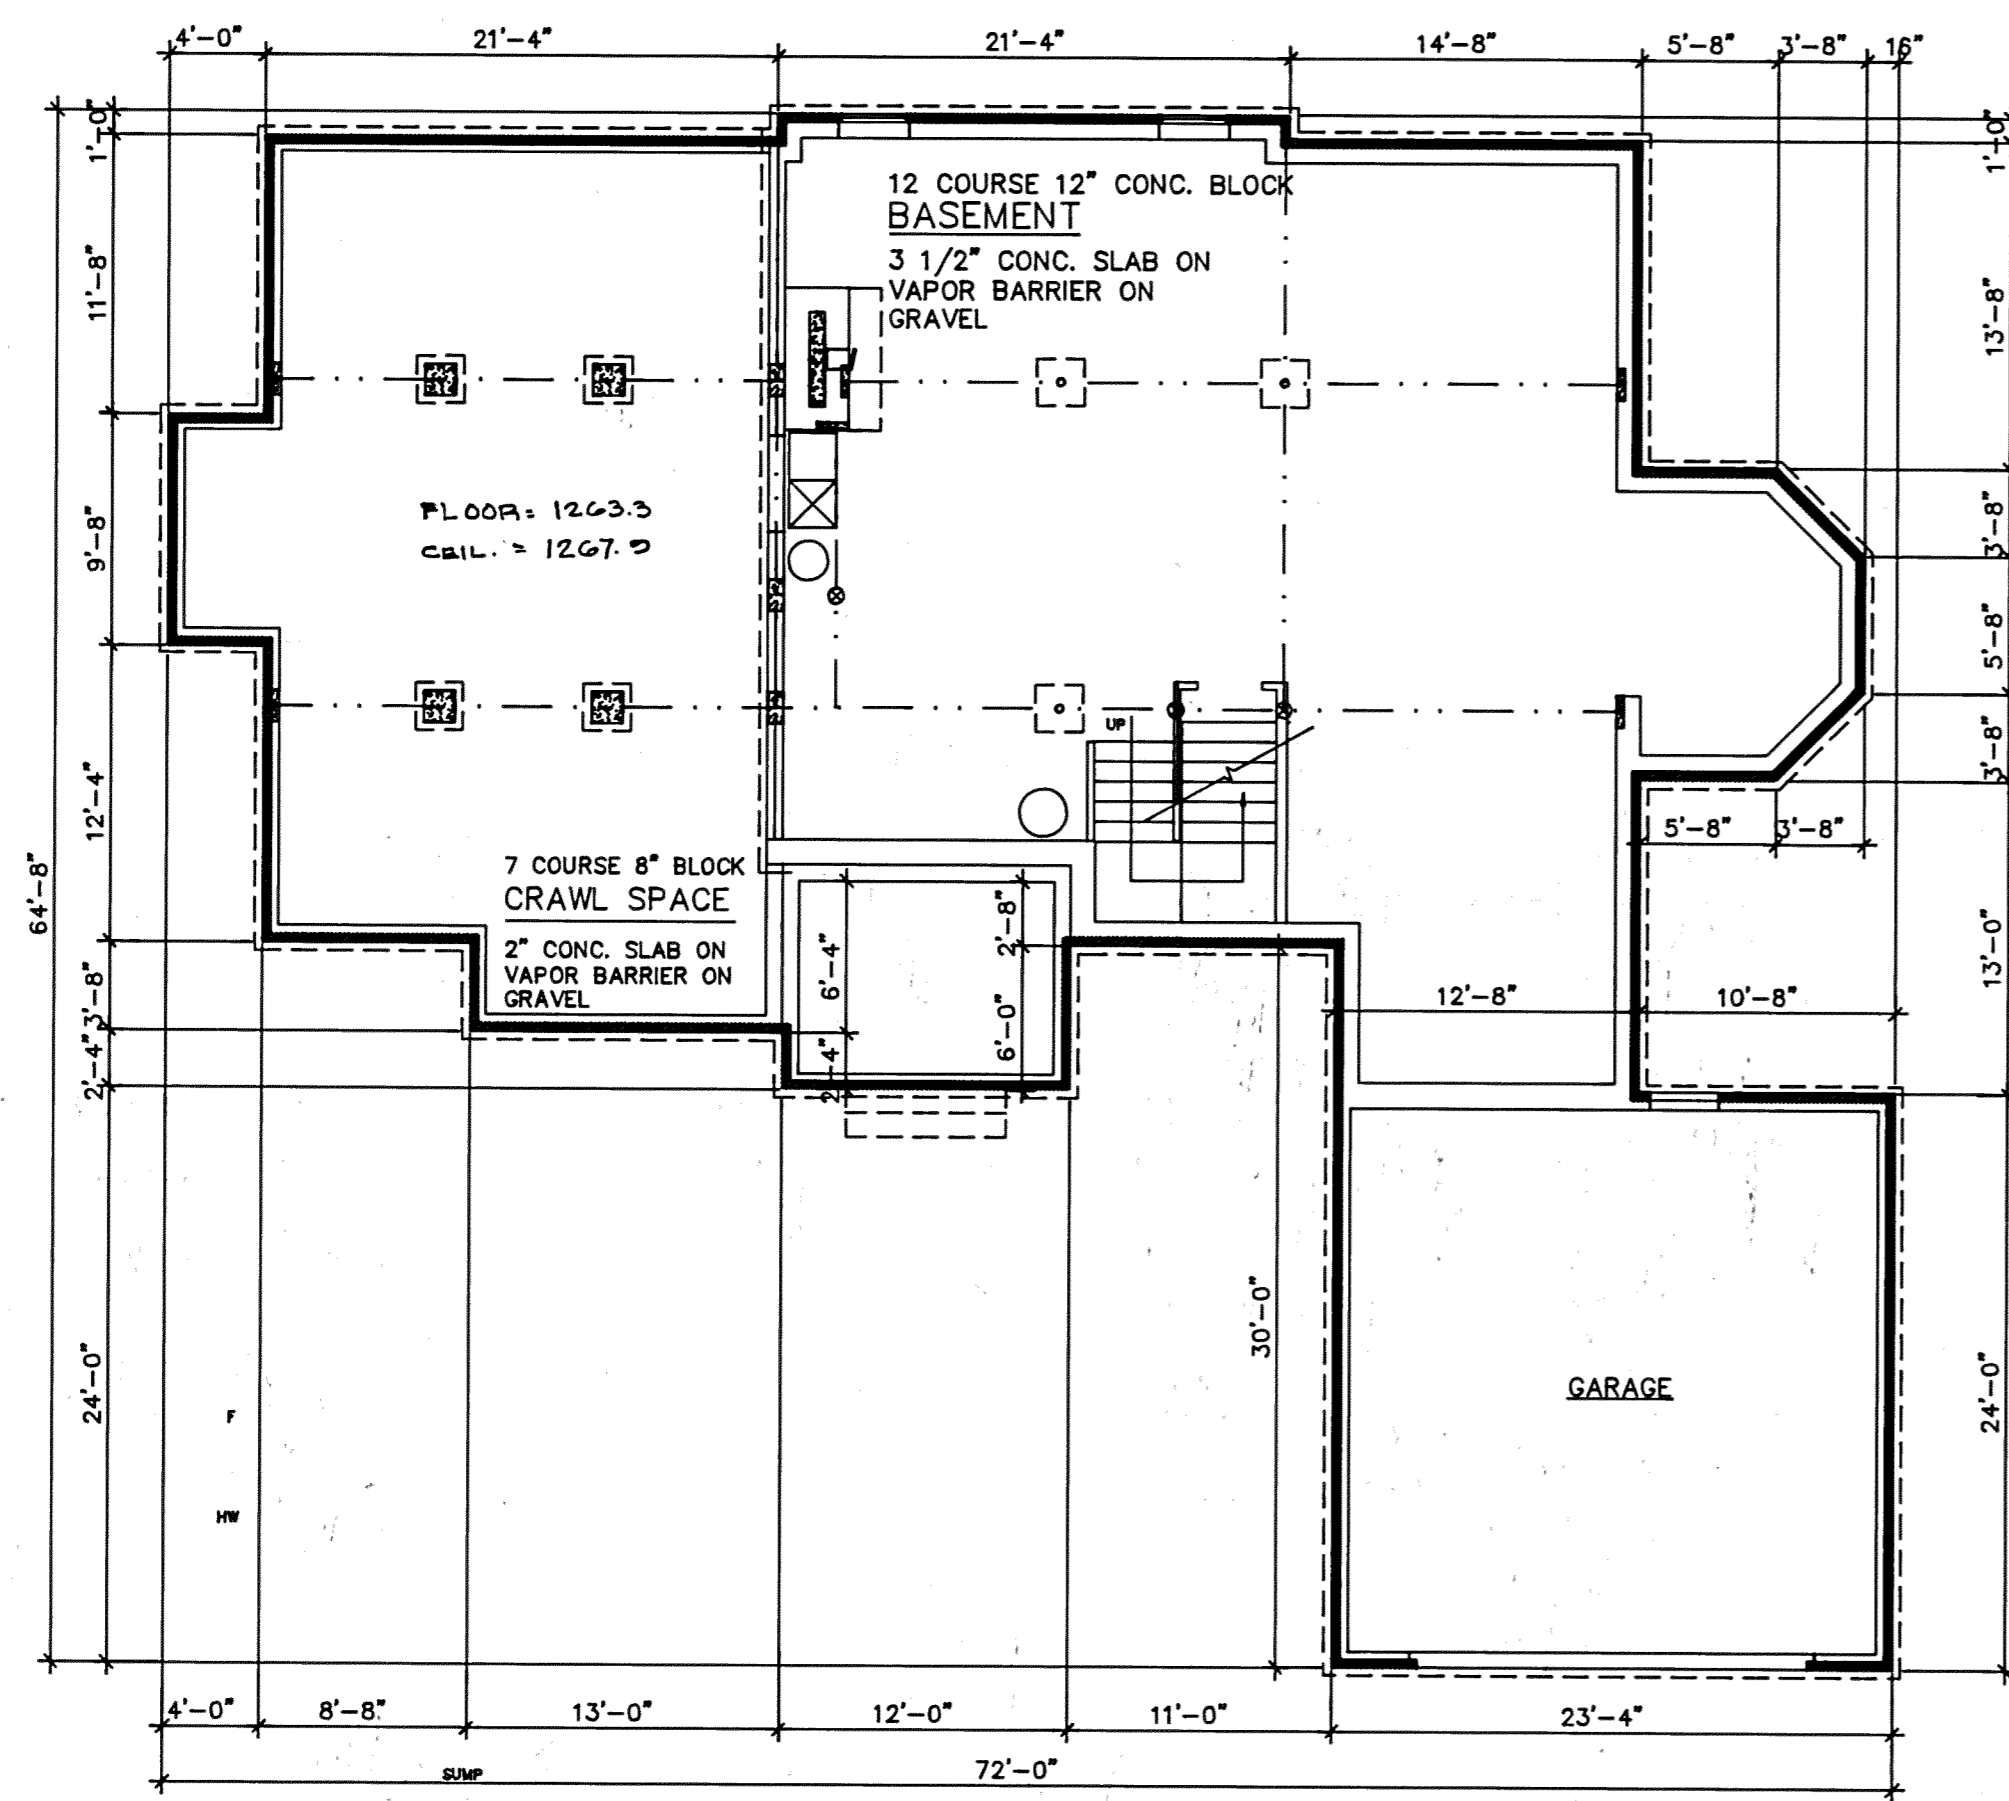 4'-0"
21'-4"
21'-4"
14'-8"
5'-8"
3'-8"
16"
1'-0"
11'-8"
9'-8"
12'-4"
3'-8"
2'-4"
24'-0"
64'-8"
12 COURSE 12" CONC. BLOCK
BASEMENT
3 1/2" CONC. SLAB ON
VAPOR BARRIER ON
GRAVEL
FLOOR= 1263.3
CEIL. = 1267.5
UP
7 COURSE 8" BLOCK
CRAWL SPACE
2" CONC. SLAB ON
VAPOR BARRIER ON
GRAVEL
6'-4"
2'-4"
2'-8"
6'-0"
5'-8"
3'-8"
12'-8"
10'-8"
30'-0"
GARAGE
1'-0"
13'-8"
3'-8"
5'-8"
3'-8"
13'-0"
24'-0"
F
HW
4'-0"
8'-8"
13'-0"
12'-0"
11'-0"
23'-4"
SUMP
72'-0"